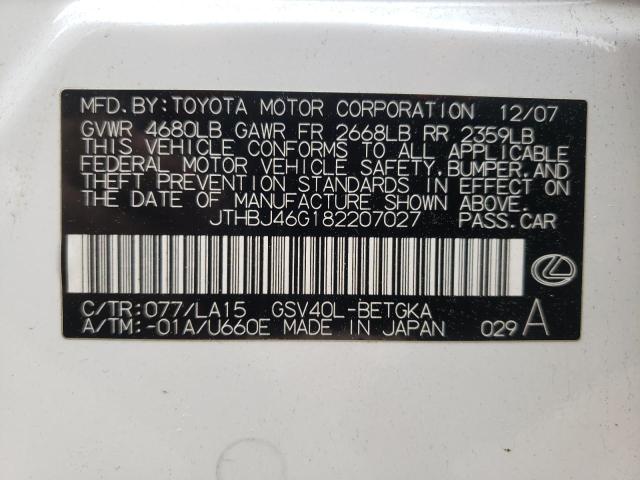 MFD.BY:TOYOTA MOTOR CORPORATION 12/07
GVWR 4680LB GAWR FR 2668LB RR 2359LB
THIS VEHICLE CONFORMS TO ALL APPLICABLE
FEDERAL MOTOR VEHICLE SAFETY,BUMPER,AND
THEFT PREVENTION STANDARDS IN EFFECT ON
THE DATE OF MANUFACTURE SHOWN ABOVE.
JTHBJ46G182207027 PASS.CAR
C/TR:077/LA15 GSV40L-BETGKA
A/TM:-01A/U660E MADE IN JAPAN 029 A